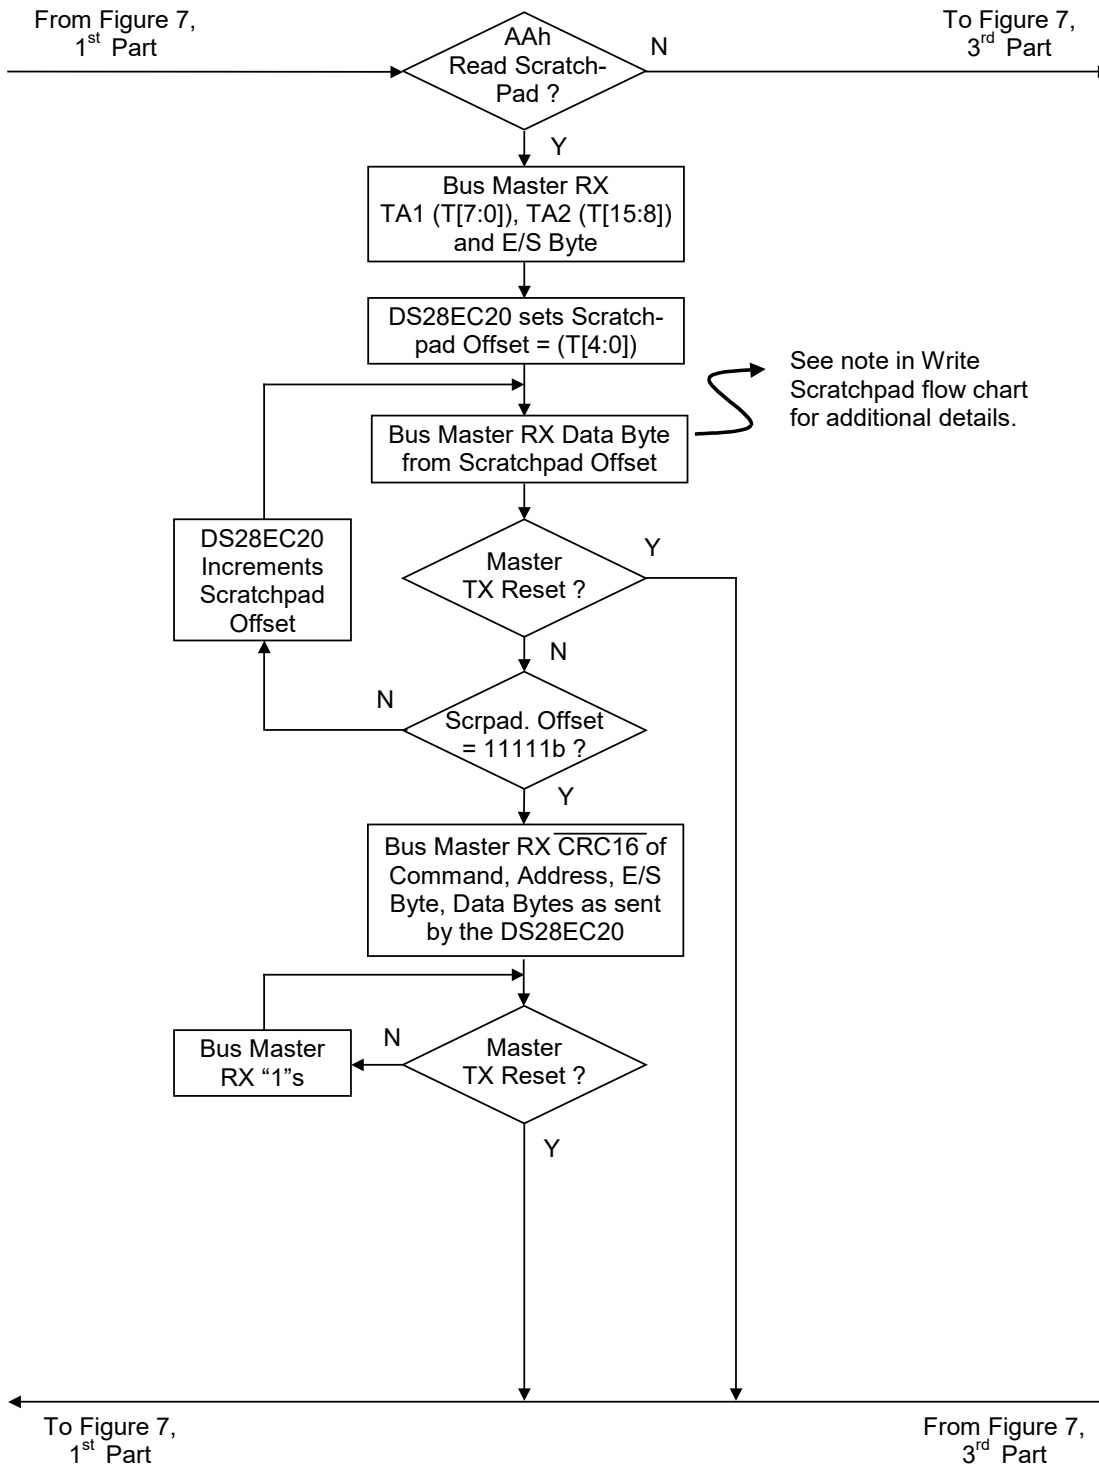 From Figure 7,
1st Part
AAh
Read Scratch-
Pad ?
N
To Figure 7,
3rd Part
Y
Bus Master RX
TA1 (T[7:0]), TA2 (T[15:8])
and E/S Byte
DS28EC20 sets Scratch-
pad Offset = (T[4:0])
See note in Write
Scratchpad flow chart
for additional details.
Bus Master RX Data Byte
from Scratchpad Offset
DS28EC20
Increments
Scratchpad
Offset
Master
TX Reset ?
Y
N
N
Scrpad. Offset
= 11111b ?
Y
Bus Master RX CRC16 of
Command, Address, E/S
Byte, Data Bytes as sent
by the DS28EC20
Bus Master
RX “1”s
N
Master
TX Reset ?
Y
To Figure 7,
1st Part
From Figure 7,
3rd Part